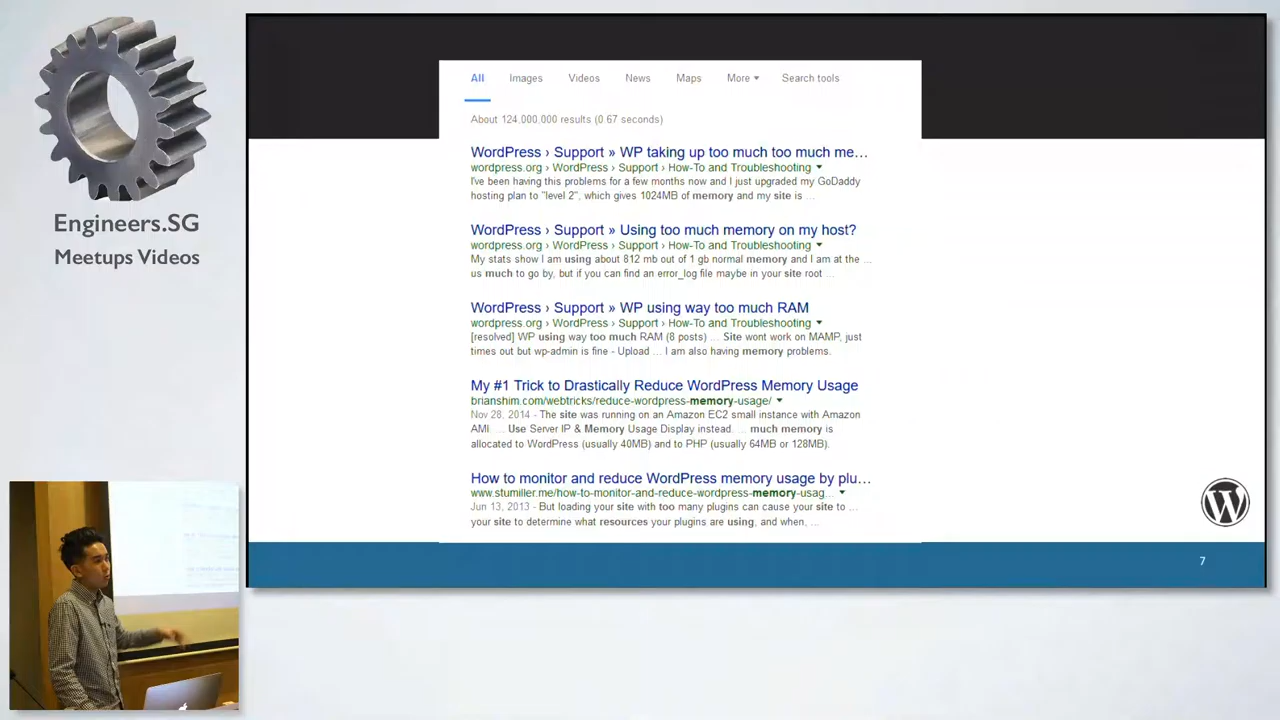 Engineers.SG
Meetups Videos
All Images Videos News Maps More Search tools
About 124,000,000 results (0.67 seconds)
WordPress › Support » WP taking up too much too much me…
wordpress.org › WordPress › Support › How-To and Troubleshooting
I've been having this problems for a few months now and I just upgraded my GoDaddy
hosting plan to "level 2", which gives 1024MB of memory and my site is ...
WordPress › Support » Using too much memory on my host?
wordpress.org › WordPress › Support › How-To and Troubleshooting
My stats show I am using about 812 mb out of 1 gb normal memory and I am at the ...
us much to go by, but if you can find an error_log file maybe in your site root ...
WordPress › Support » WP using way too much RAM
wordpress.org › WordPress › Support › How-To and Troubleshooting
[resolved] WP using way too much RAM (8 posts) ... Site wont work on MAMP, just
times out but wp-admin is fine - Upload ... I am also having memory problems.
My #1 Trick to Drastically Reduce WordPress Memory Usage
brianshim.com/webtricks/reduce-wordpress-memory-usage/
Nov 28, 2014 - The site was running on an Amazon EC2 small instance with Amazon
AMI. ... Use Server IP & Memory Usage Display instead. ... much memory is
allocated to WordPress (usually 40MB) and to PHP (usually 64MB or 128MB).
How to monitor and reduce WordPress memory usage by plu…
www.stumiller.me/how-to-monitor-and-reduce-wordpress-memory-usag...
Jun 13, 2013 - But loading your site with too many plugins can cause your site to ...
your site to determine what resources your plugins are using, and when, ...
W
7